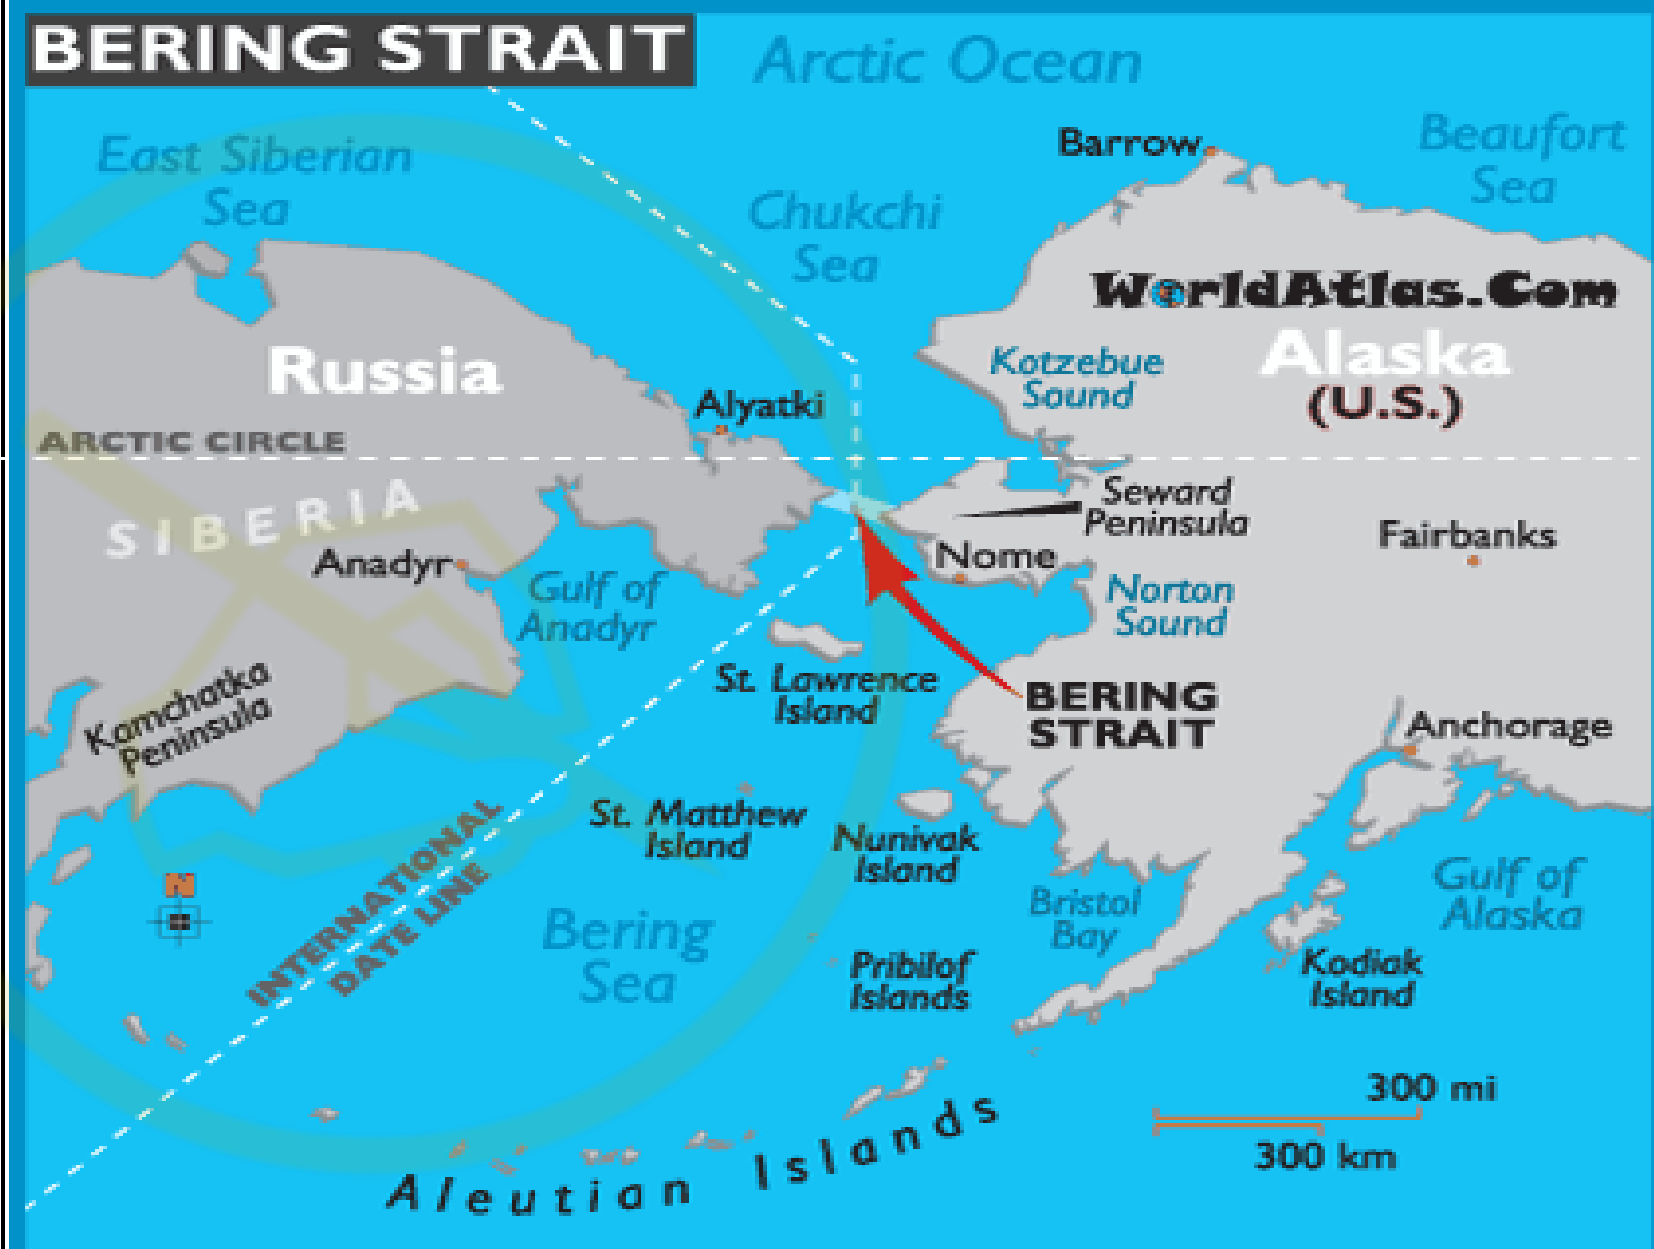 BERING STRAIT
Arctic Ocean
East Siberian
Sea
Chukchi
Sea
Barrow
Beaufort
Sea
WorldAtlas.Com
Russia
Kotzebue
Sound
Alaska
(U.S.)
Alyatki
ARCTIC CIRCLE
SIBERIA
Seward
Peninsula
Anadyr
Gulf of
Anadyr
Nome
Norton
Sound
Fairbanks
Kamchatka
Peninsula
St. Lawrence
Island
BERING
STRAIT
Anchorage
St. Matthew
Island
Nunivak
Island
INTERNATIONAL
DATE LINE
N
Bering
Sea
Bristol
Bay
Gulf of
Alaska
Pribilof
Islands
Kodiak
Island
Aleutian Islands
300 mi
300 km